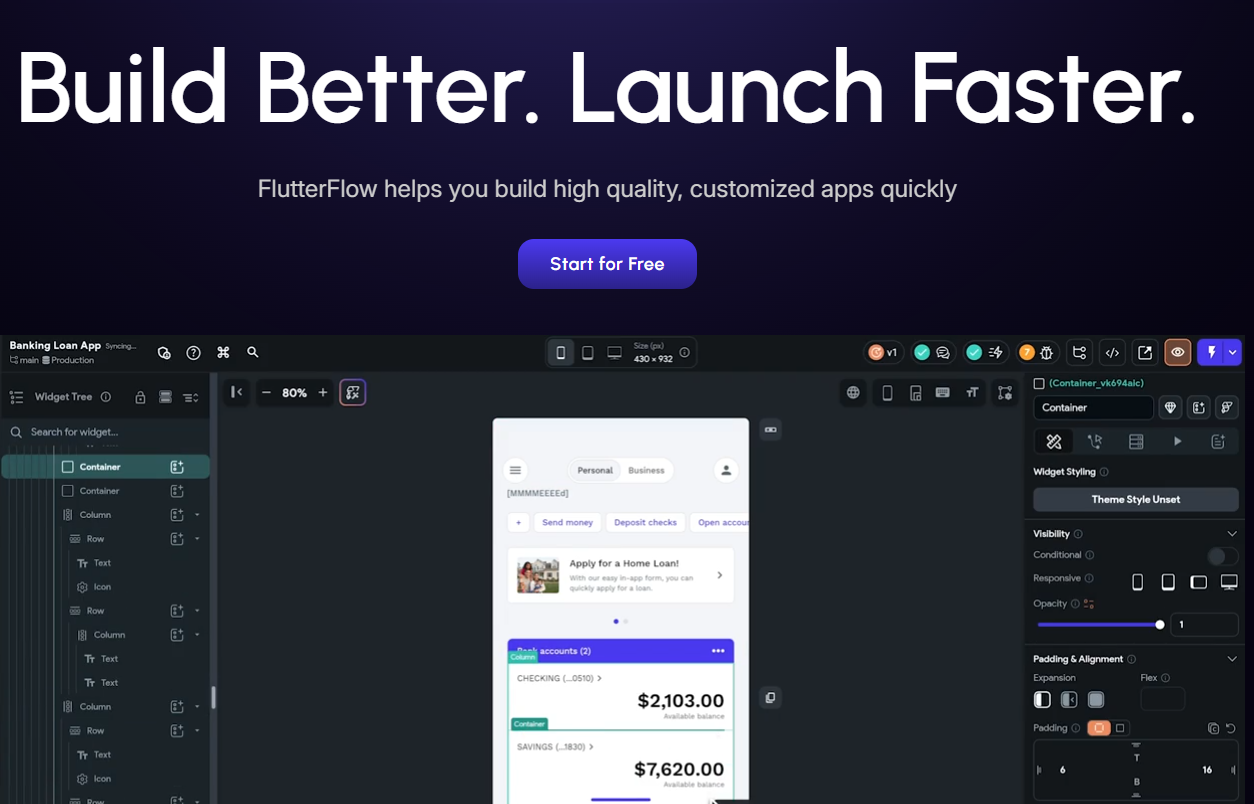 Build Better. Launch Faster.
FlutterFlow helps you build high quality, customized apps quickly
Start for Free
Banking Loan App Syncing...
main Production
Size (px)
430 × 932
v1
7
Widget Tree
Search for widget...
Container
Container
Column
Row
Text
Icon
Row
Column
Text
Text
Column
Row
Text
Icon
Row
80%
Personal Business
[MMMMEEEEd]
+ Send money Deposit checks Open accoun
Apply for a Home Loan!
With our easy in-app form, you can
quickly apply for a loan.
Bank accounts (2)
Column
CHECKING (...0510)
$2,103.00
Available balance
Container
SAVINGS (...1830)
$7,620.00
Available balance
(Container_vk694aic)
Container
Widget Styling
Theme Style Unset
Visibility
Conditional
Responsive
Opacity
1
Padding & Alignment
Expansion Flex
Padding
T
6 16
B